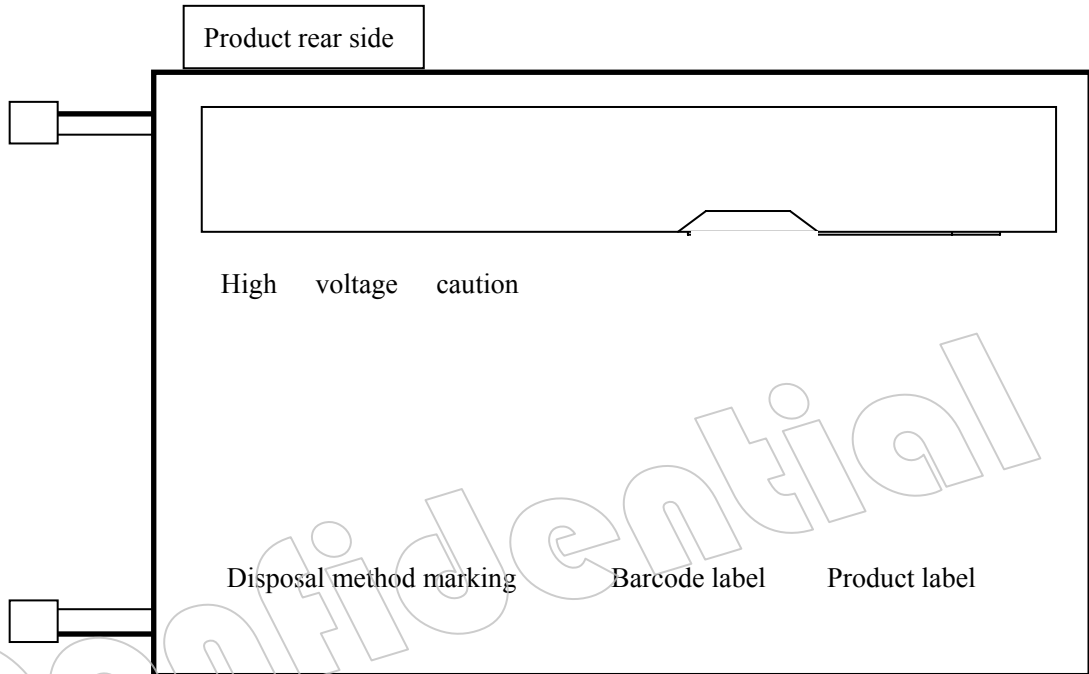 Product rear side
High voltage caution
Disposal method marking Barcode label Product label
Confidential